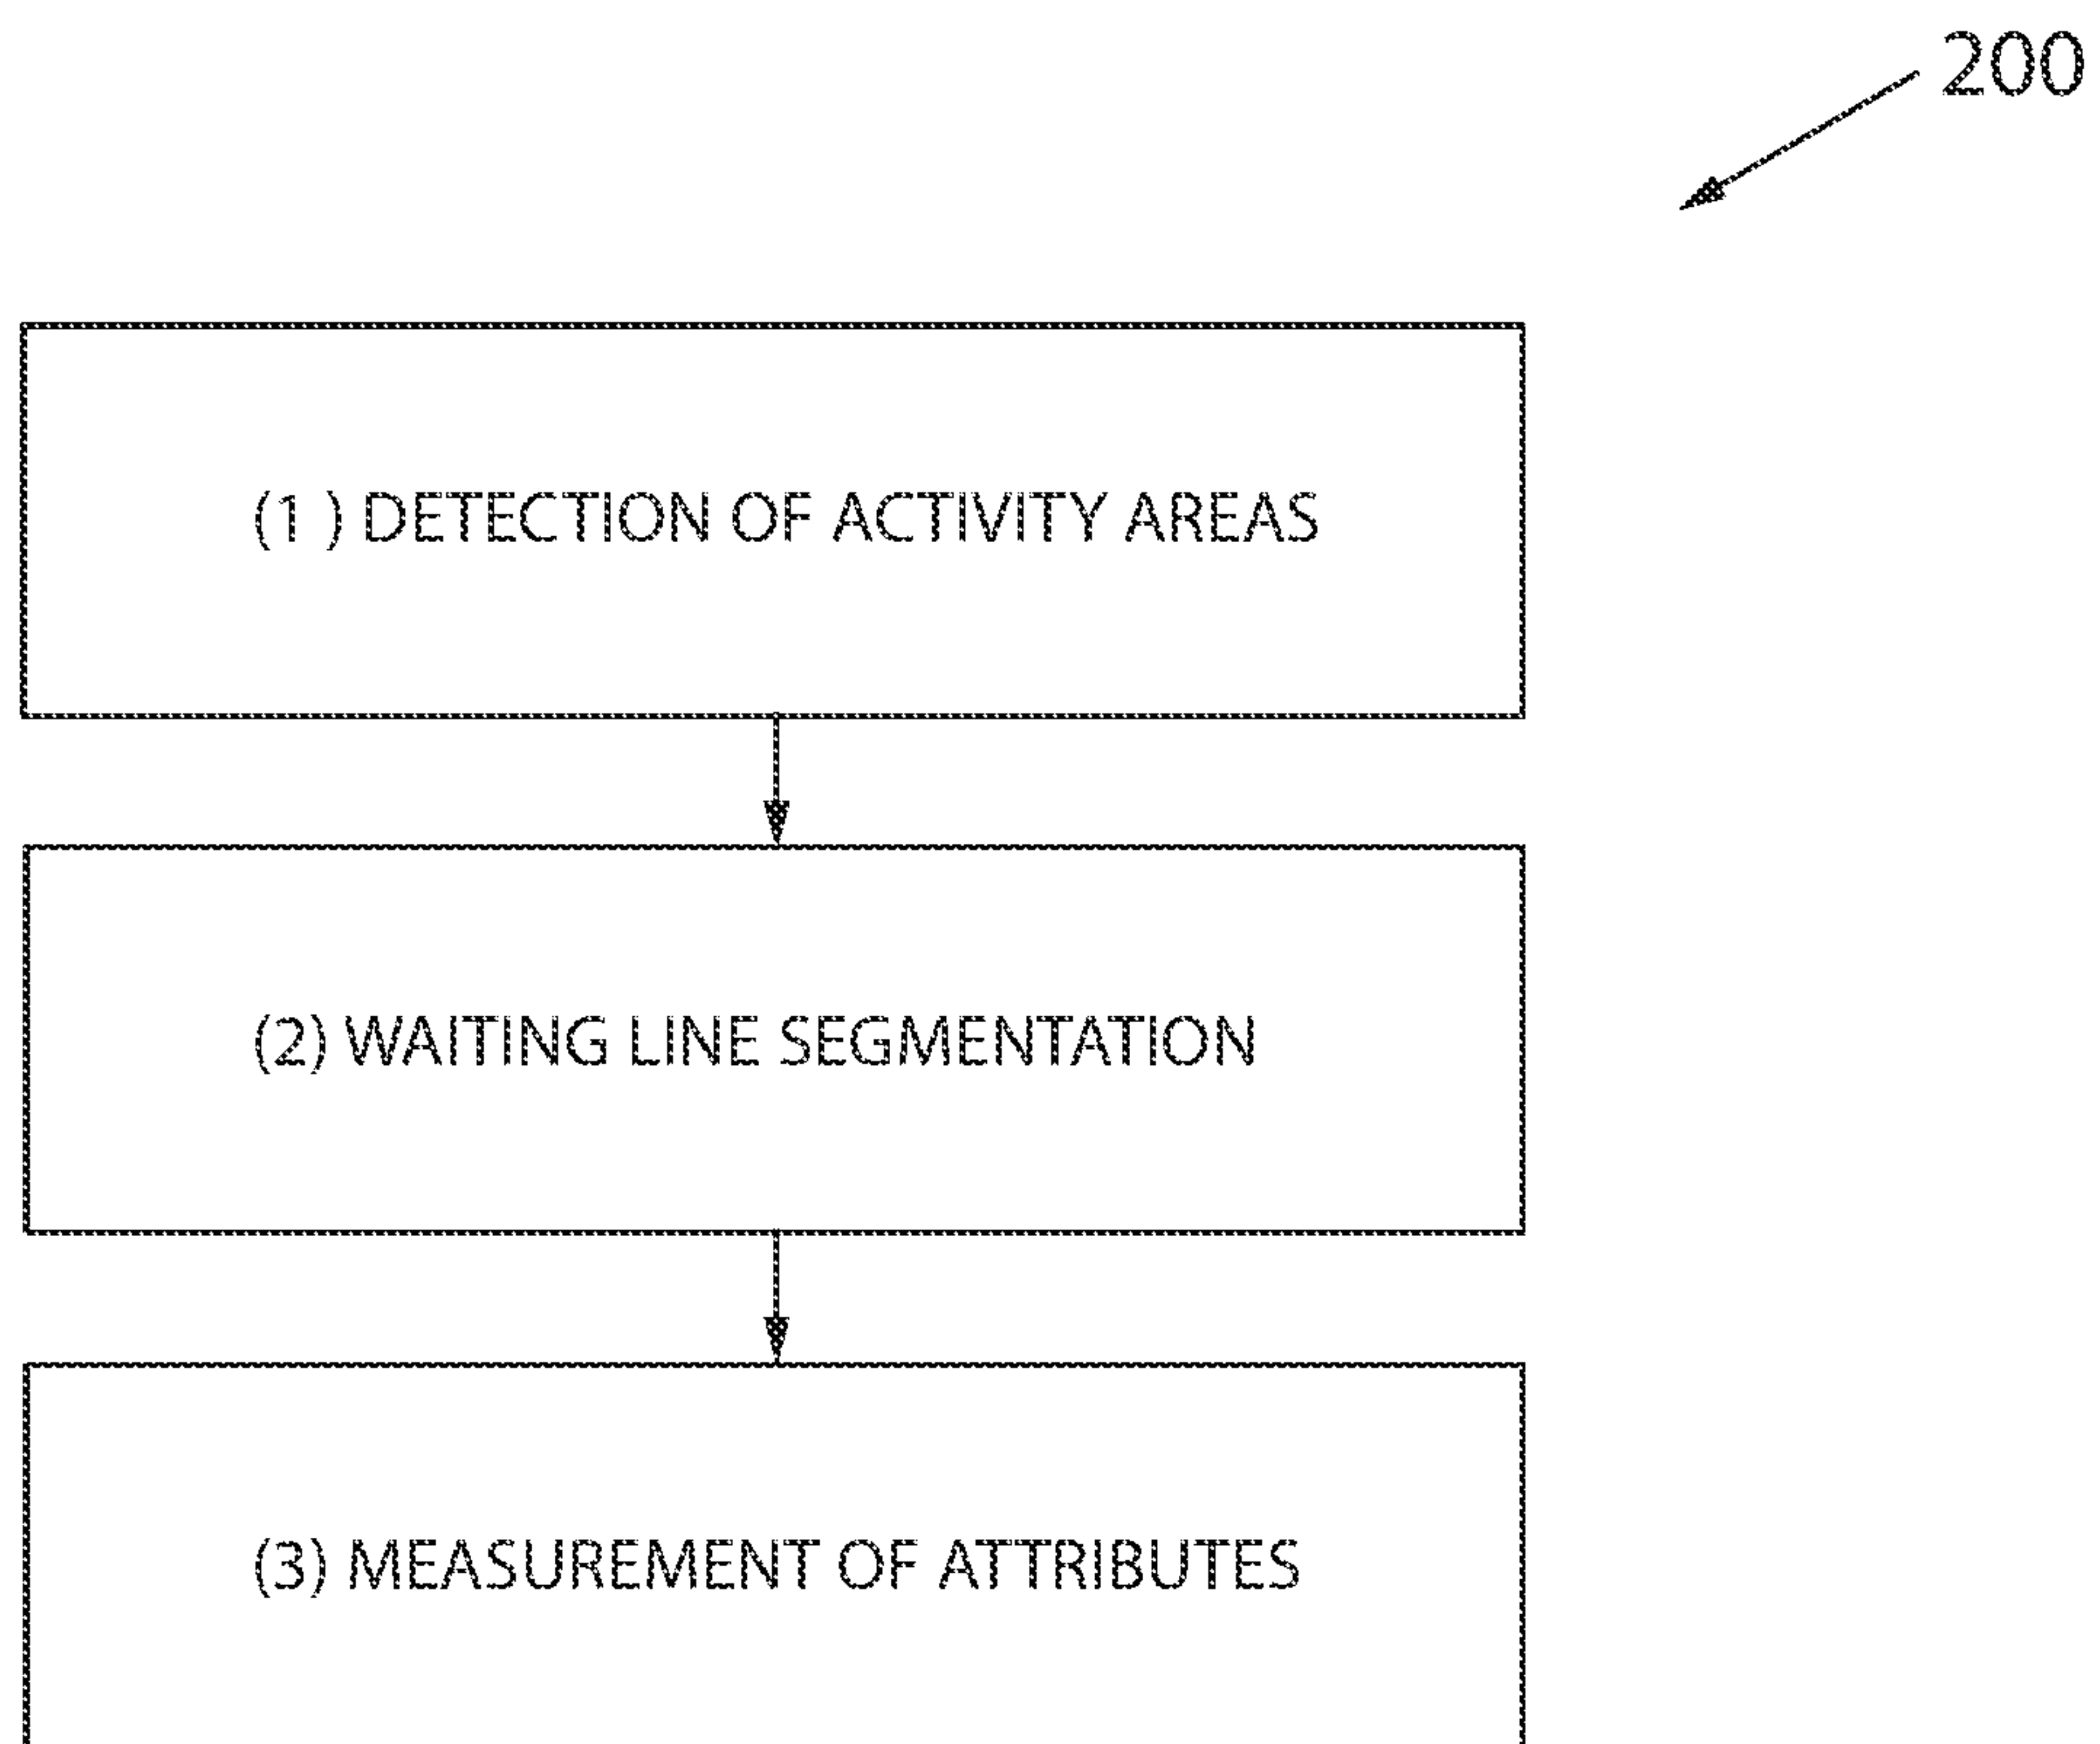 200
(1 ) DETECTION OF ACTIVITY AREAS
(2) WAITING LINE SEGMENTATION
(3) MEASUREMENT OF ATTRIBUTES